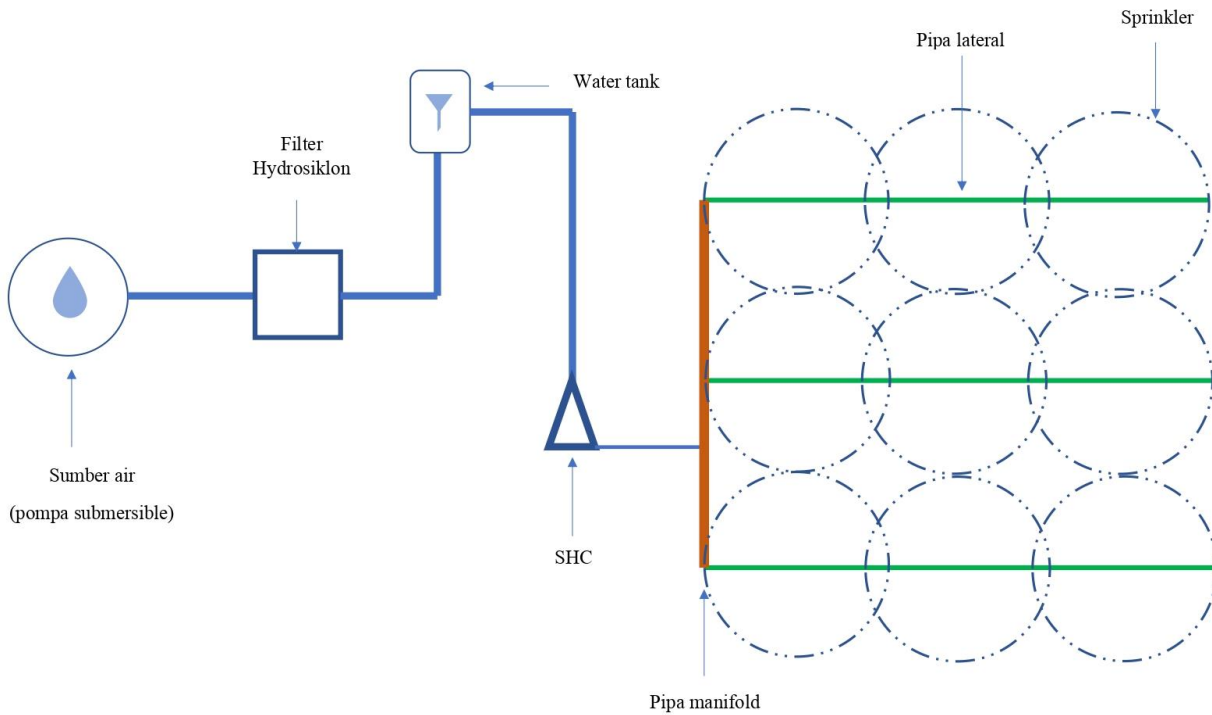 Sprinkler
Pipa lateral
Water tank
Filter
Hydrosiklon
Sumber air
(pompa submersible)
SHC
Pipa manifold